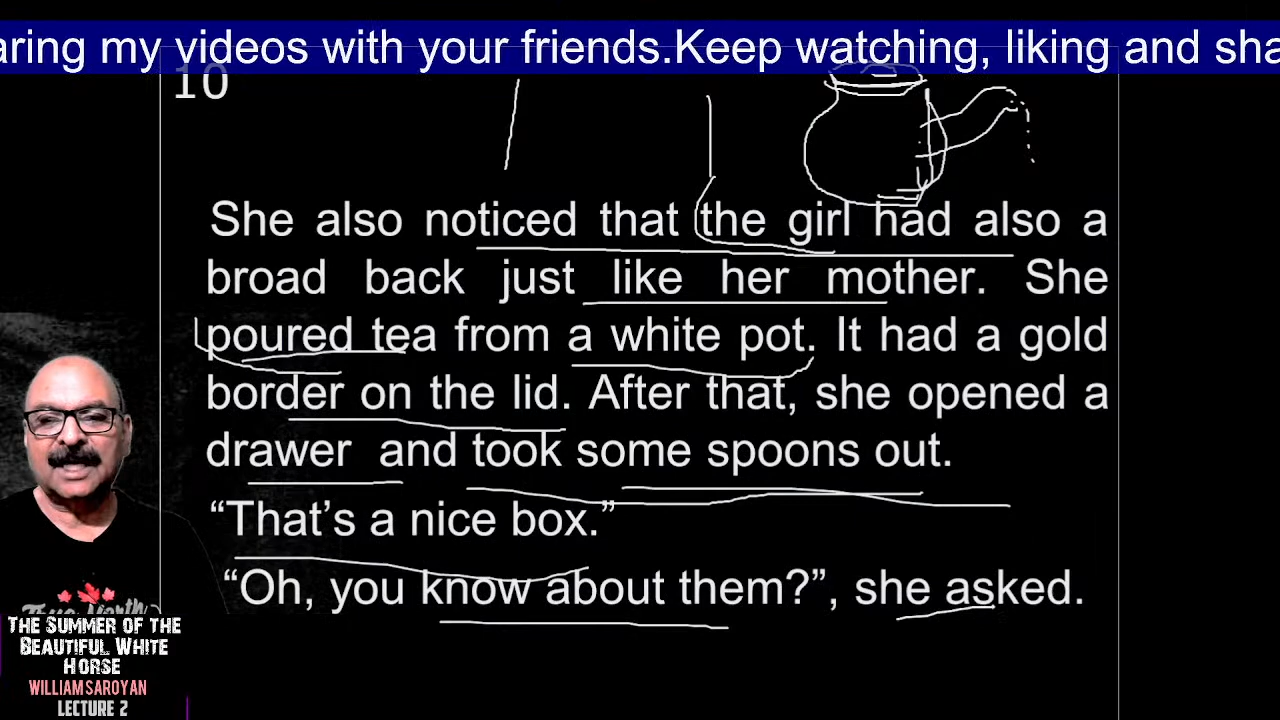 aring my videos with your friends.Keep watching, liking and sha
10
She also noticed that the girl had also a
broad back just like her mother. She
poured tea from a white pot. It had a gold
border on the lid. After that, she opened a
drawer and took some spoons out.
“That’s a nice box.”
“Oh, you know about them?”, she asked.
True North
THE SUMMER OF THE
BEAUTIFUL WHITE
HORSE
WILLIAM SAROYAN
LECTURE 2